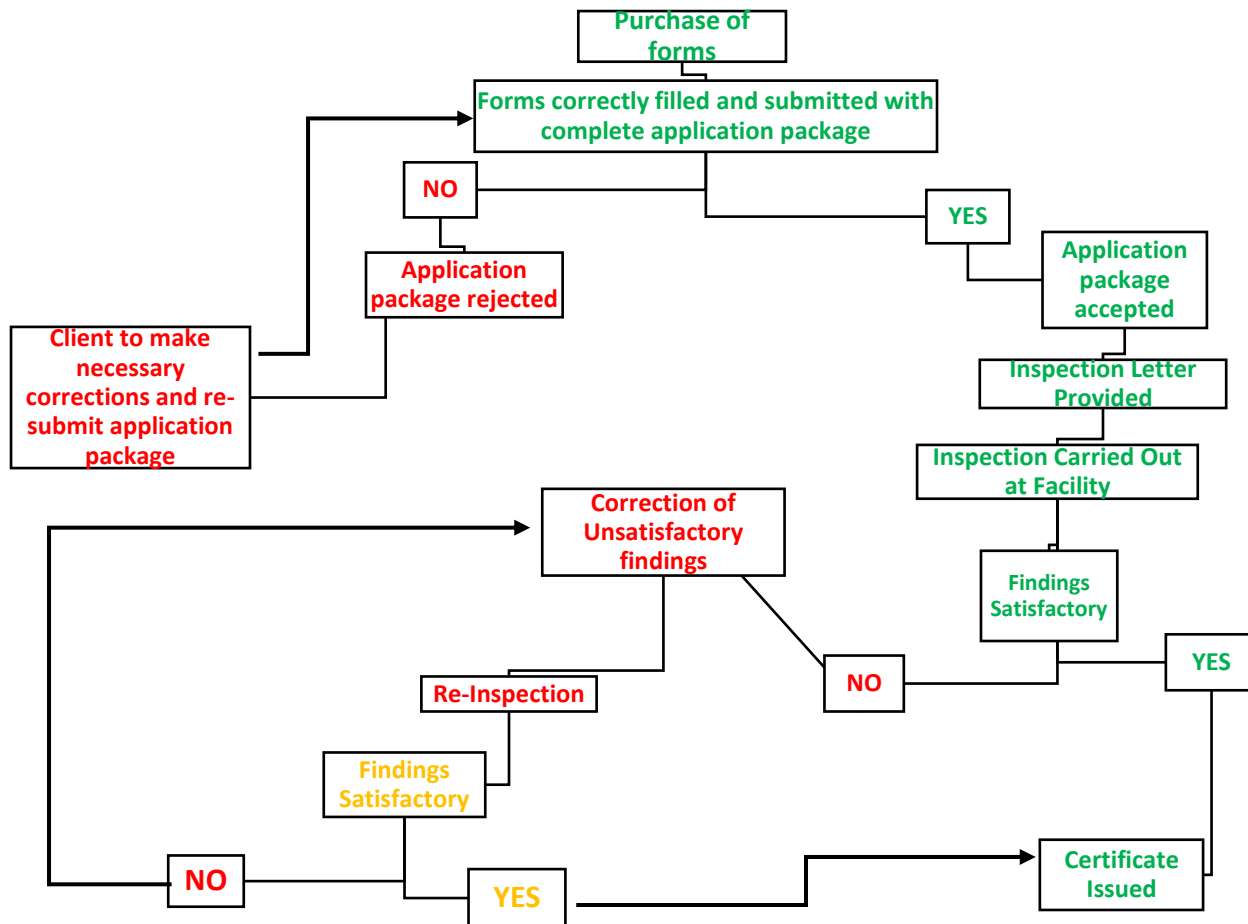 Purchase of
forms
Forms correctly filled and submitted with
complete application package
NO
YES
Application
package rejected
Application
package
accepted
Client to make
necessary
corrections and re-
submit application
package
Inspection Letter
Provided
Inspection Carried Out
at Facility
Correction of
Unsatisfactory
findings
Findings
Satisfactory
YES
NO
Re-Inspection
Findings
Satisfactory
NO
YES
Certificate
Issued